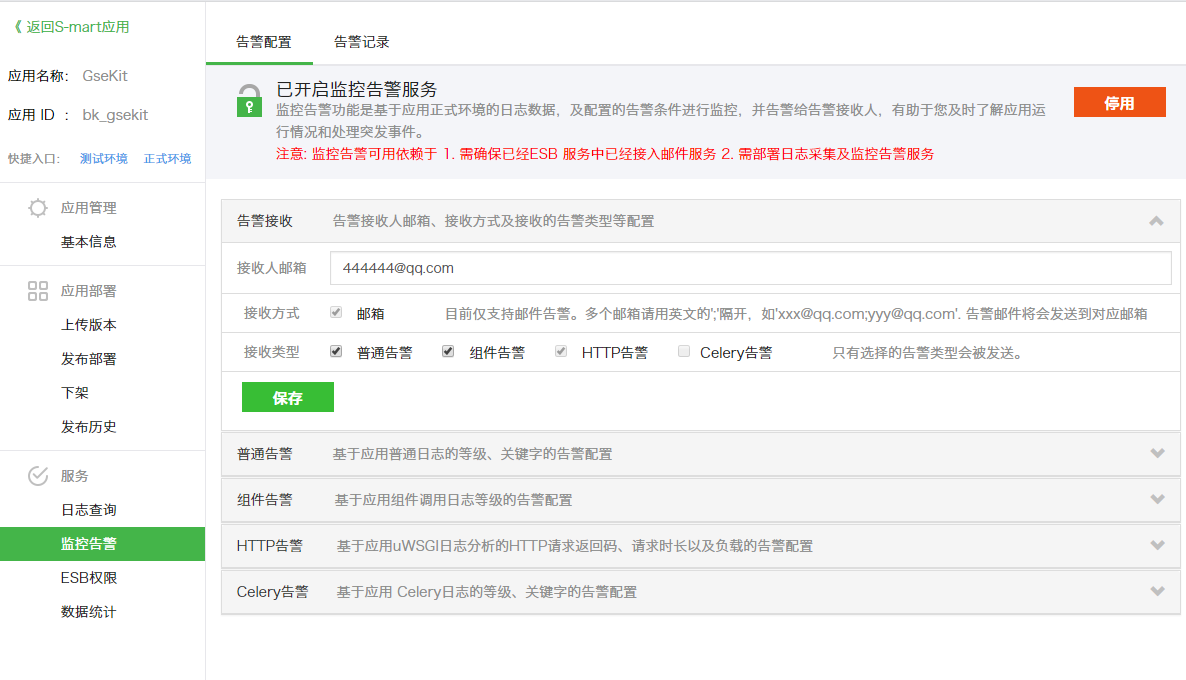 《 返回S-mart应用
应用名称: GseKit
应用 ID : bk_gsekit
快捷入口: 测试环境 正式环境
应用管理
基本信息
应用部署
上传版本
发布部署
下架
发布历史
服务
日志查询
监控告警
ESB权限
数据统计
告警配置 告警记录
已开启监控告警服务
监控告警功能是基于应用正式环境的日志数据，及配置的告警条件进行监控，并告警给告警接收人，有助于您及时了解应用运
行情况和处理突发事件。
注意: 监控告警可用依赖于 1. 需确保已经ESB 服务中已经接入邮件服务 2. 需部署日志采集及监控告警服务
停用
告警接收 告警接收人邮箱、接收方式及接收的告警类型等配置
接收人邮箱 444444@qq.com
接收方式 邮箱 目前仅支持邮件告警。多个邮箱请用英文的';'隔开，如'xxx@qq.com;yyy@qq.com'. 告警邮件将会发送到对应邮箱
接收类型 普通告警 组件告警 HTTP告警 Celery告警 只有选择的告警类型会被发送。
保存
普通告警 基于应用普通日志的等级、关键字的告警配置
组件告警 基于应用组件调用日志等级的告警配置
HTTP告警 基于应用uWSGI日志分析的HTTP请求返回码、请求时长以及负载的告警配置
Celery告警 基于应用 Celery日志的等级、关键字的告警配置